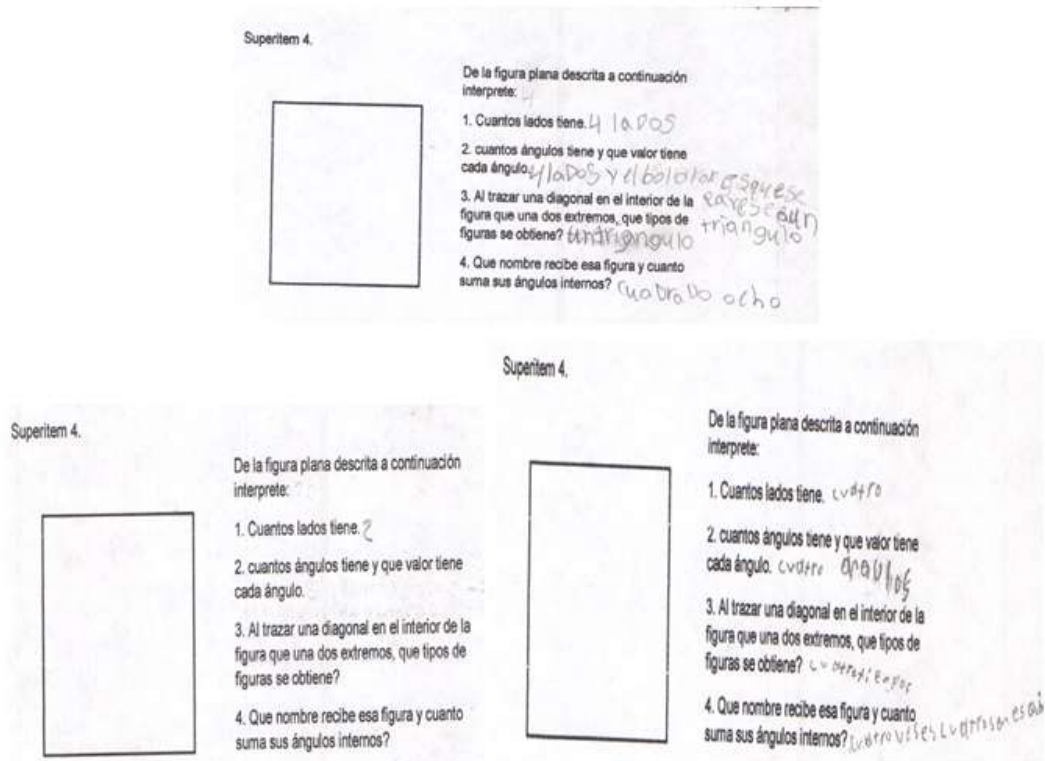 Superitem 4.
De la figura plana descrita a continuación
interprete:
1. Cuantos lados tiene. 4 laDOS
2. cuantos ángulos tiene y que valor tiene
cada ángulo. 4 laDoS y el bolor
3. Al trazar una diagonal en el interior de la
figura que una dos extremos, que tipos de
figuras se obtiene? un triangulo
triangulo
4. Que nombre recibe esa figura y cuanto
suma sus ángulos internos? cuaDraDo ocho
Superitem 4.
De la figura plana descrita a continuación
interprete:
1. Cuantos lados tiene. 2
2. cuantos ángulos tiene y que valor tiene
cada ángulo.
3. Al trazar una diagonal en el interior de la
figura que una dos extremos, que tipos de
figuras se obtiene?
4. Que nombre recibe esa figura y cuanto
suma sus ángulos internos?
Superitem 4.
De la figura plana descrita a continuación
interprete:
1. Cuantos lados tiene. cuatro
2. cuantos ángulos tiene y que valor tiene
cada ángulo. cuatro
3. Al trazar una diagonal en el interior de la
figura que una dos extremos, que tipos de
figuras se obtiene?
4. Que nombre recibe esa figura y cuanto
suma sus ángulos internos?